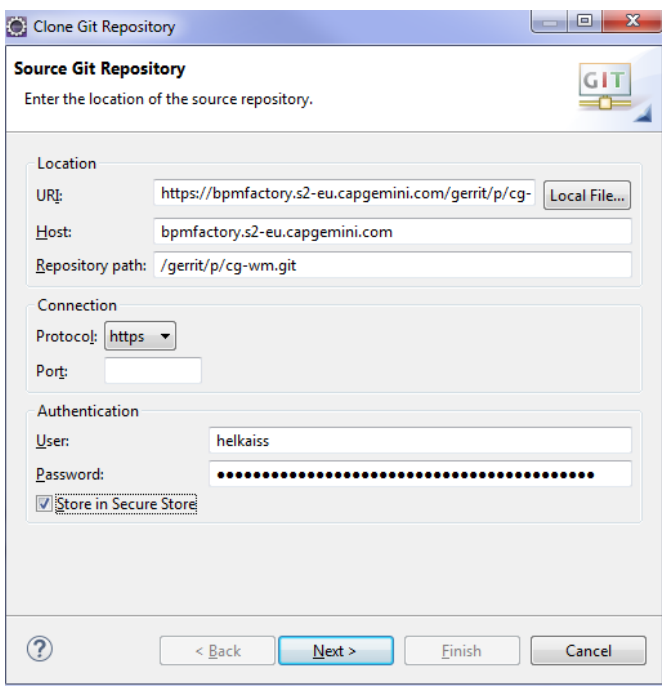 Clone Git Repository
Source Git Repository
Enter the location of the source repository.
GIT
Location
URI: https://bpmfactory.s2-eu.capgemini.com/gerrit/p/cg- Local File...
Host: bpmfactory.s2-eu.capgemini.com
Repository path: /gerrit/p/cg-wm.git
Connection
Protocol: https
Port:
Authentication
User: helkaiss
Password: ●●●●●●●●●●●●●●●●●●●●●●●●●●●●●●●●●●●●●●●●●●
Store in Secure Store
? < Back Next > Finish Cancel